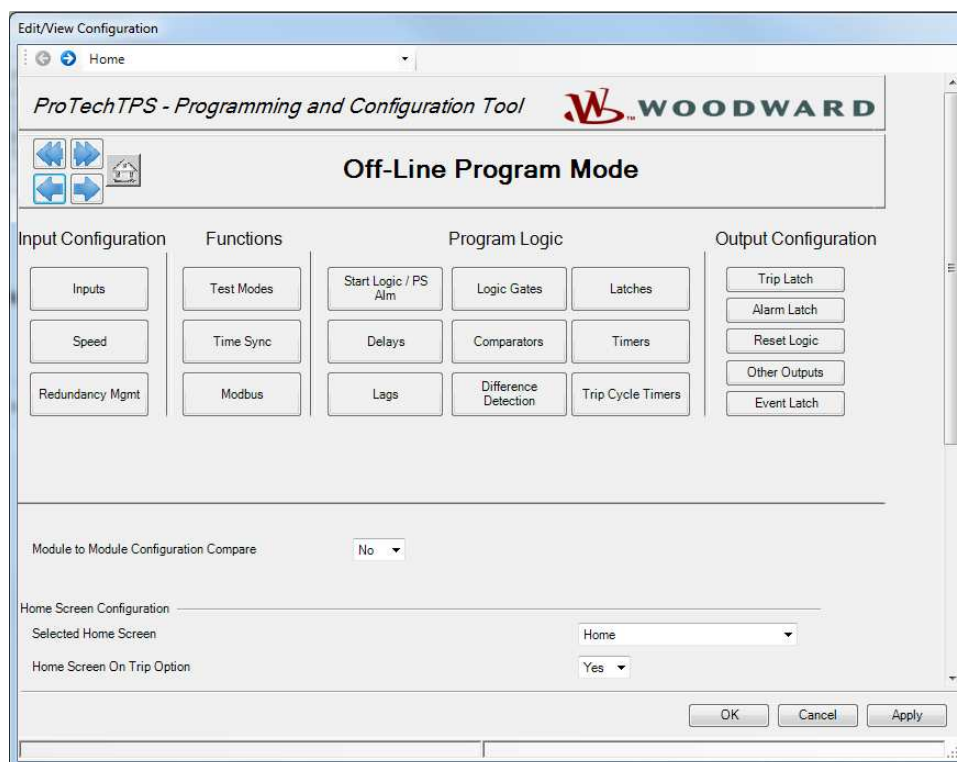 Edit/View Configuration
Home
ProTechTPS - Programming and Configuration Tool
WOODWARD
Off-Line Program Mode
Input Configuration
Functions
Program Logic
Output Configuration
Inputs
Test Modes
Start Logic / PS
Alm
Logic Gates
Latches
Trip Latch
Alarm Latch
Speed
Time Sync
Delays
Comparators
Timers
Reset Logic
Other Outputs
Redundancy Mgmt
Modbus
Lags
Difference
Detection
Trip Cycle Timers
Event Latch
Module to Module Configuration Compare
No
Home Screen Configuration
Selected Home Screen
Home
Home Screen On Trip Option
Yes
OK
Cancel
Apply